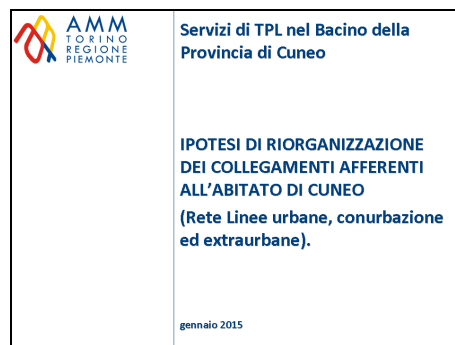 AMM
TORINO
REGIONE
PIEMONTE
Servizi di TPL nel Bacino della
Provincia di Cuneo
IPOTESI DI RIORGANIZZAZIONE
DEI COLLEGAMENTI AFFERENTI
ALL'ABITATO DI CUNEO
(Rete Linee urbane, conurbazione
ed extraurbane).
gennaio 2015